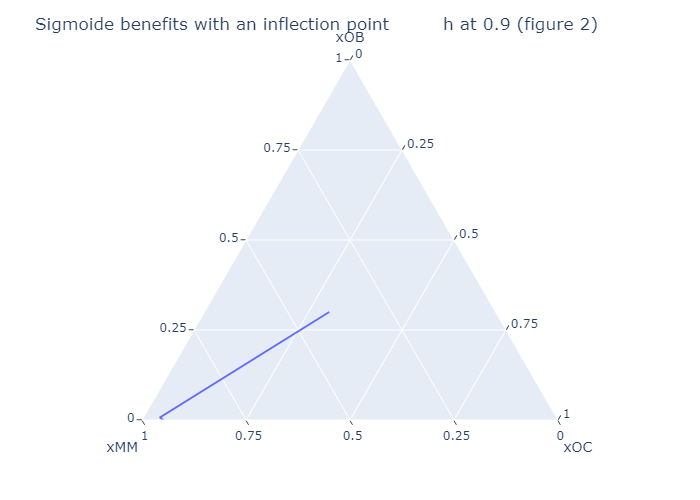 Sigmoide benefits with an inflection point h at 0.9 (figure 2)
xOB
1 0
0.75 0.25
0.5 0.5
0.25 0.75
0 1
1 0.75 0.5 0.25 0
xMM xOC